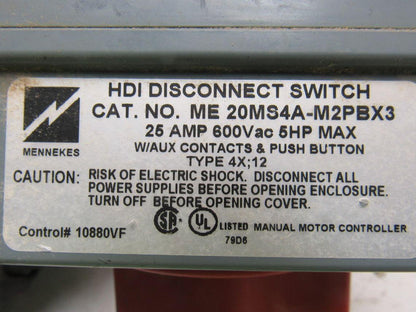 HDI DISCONNECT SWITCH
CAT. NO. ME 20MS4A-M2PBX3
25 AMP 600Vac 5HP MAX
W/AUX CONTACTS & PUSH BUTTON
TYPE 4X;12
MENNEKES
CAUTION: RISK OF ELECTRIC SHOCK. DISCONNECT ALL
POWER SUPPLIES BEFORE OPENING ENCLOSURE.
TURN OFF BEFORE OPENING COVER.
SA UL LISTED MANUAL MOTOR CONTROLLER
79D6
Control# 10880VF